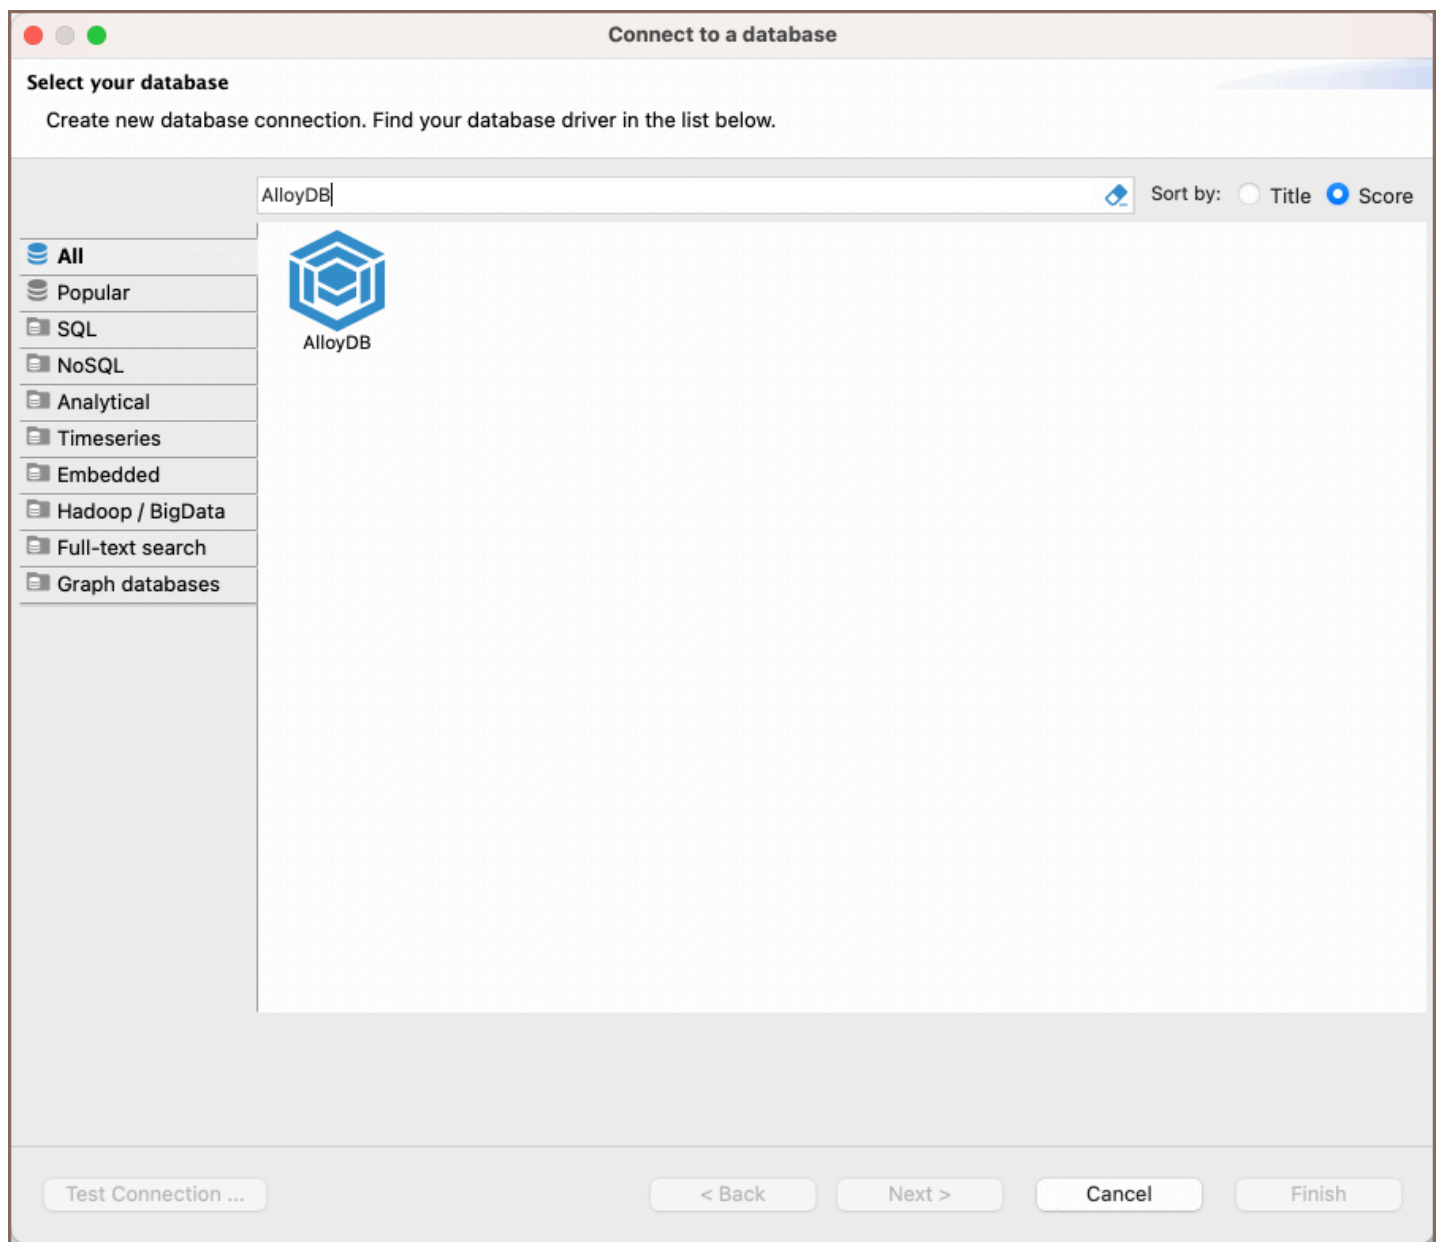 Connect to a database
Select your database
Create new database connection. Find your database driver in the list below.
AlloyDB
Sort by: Title Score
All
Popular
SQL
NoSQL
Analytical
Timeseries
Embedded
Hadoop / BigData
Full-text search
Graph databases
AlloyDB
Test Connection ...
< Back
Next >
Cancel
Finish